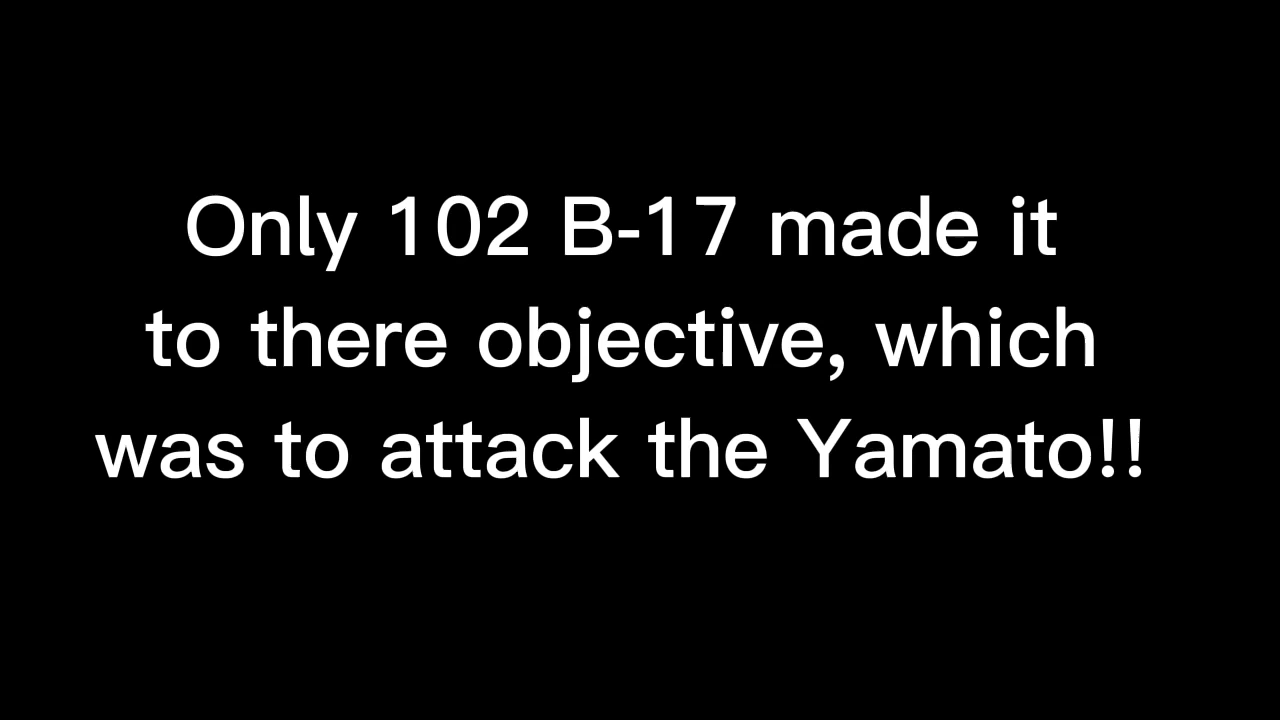 Only 102 B-17 made it
to there objective, which
was to attack the Yamato!!